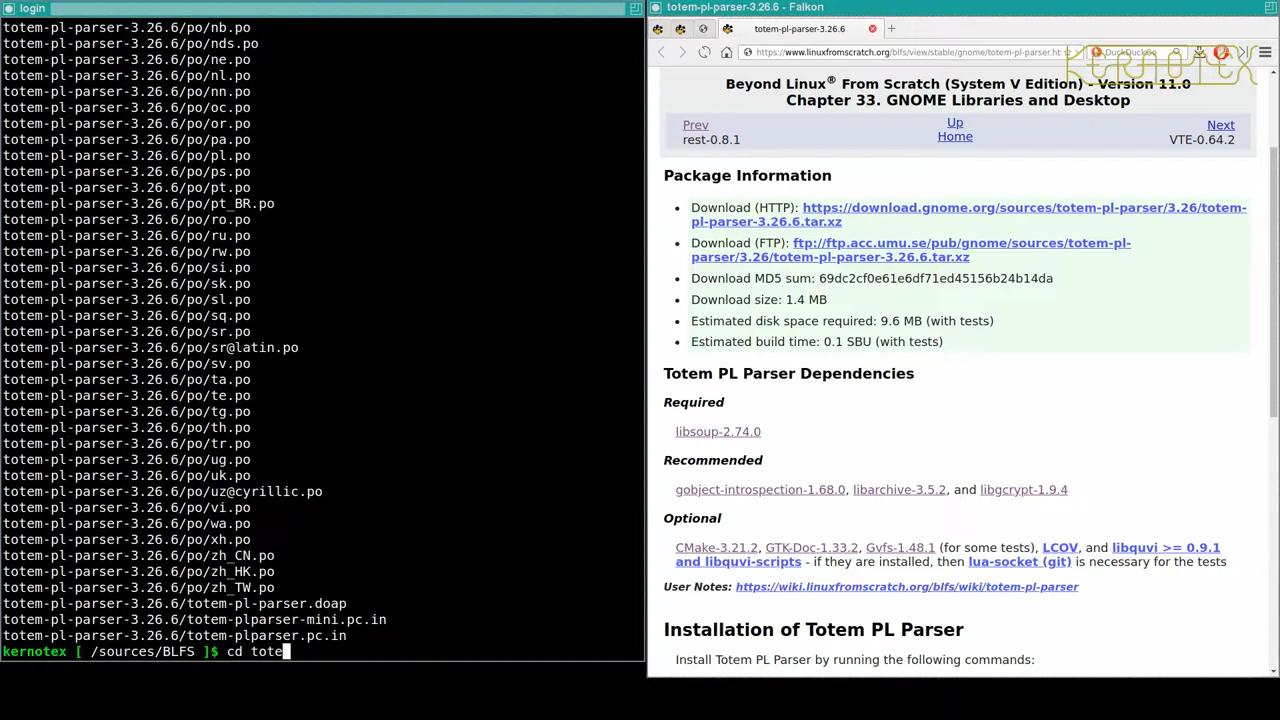 login
totem-pl-parser-3.26.6/po/nb.po
totem-pl-parser-3.26.6/po/nds.po
totem-pl-parser-3.26.6/po/ne.po
totem-pl-parser-3.26.6/po/nl.po
totem-pl-parser-3.26.6/po/nn.po
totem-pl-parser-3.26.6/po/oc.po
totem-pl-parser-3.26.6/po/or.po
totem-pl-parser-3.26.6/po/pa.po
totem-pl-parser-3.26.6/po/pl.po
totem-pl-parser-3.26.6/po/ps.po
totem-pl-parser-3.26.6/po/pt.po
totem-pl-parser-3.26.6/po/pt_BR.po
totem-pl-parser-3.26.6/po/ro.po
totem-pl-parser-3.26.6/po/ru.po
totem-pl-parser-3.26.6/po/rw.po
totem-pl-parser-3.26.6/po/si.po
totem-pl-parser-3.26.6/po/sk.po
totem-pl-parser-3.26.6/po/sl.po
totem-pl-parser-3.26.6/po/sq.po
totem-pl-parser-3.26.6/po/sr.po
totem-pl-parser-3.26.6/po/sr@latin.po
totem-pl-parser-3.26.6/po/sv.po
totem-pl-parser-3.26.6/po/ta.po
totem-pl-parser-3.26.6/po/te.po
totem-pl-parser-3.26.6/po/tg.po
totem-pl-parser-3.26.6/po/th.po
totem-pl-parser-3.26.6/po/tr.po
totem-pl-parser-3.26.6/po/ug.po
totem-pl-parser-3.26.6/po/uk.po
totem-pl-parser-3.26.6/po/uz@cyrillic.po
totem-pl-parser-3.26.6/po/vi.po
totem-pl-parser-3.26.6/po/wa.po
totem-pl-parser-3.26.6/po/xh.po
totem-pl-parser-3.26.6/po/zh_CN.po
totem-pl-parser-3.26.6/po/zh_HK.po
totem-pl-parser-3.26.6/po/zh_TW.po
totem-pl-parser-3.26.6/totem-pl-parser.doap
totem-pl-parser-3.26.6/totem-plparser-mini.pc.in
totem-pl-parser-3.26.6/totem-plparser.pc.in
kernotex [ /sources/BLFS ]$ cd tote
totem-pl-parser-3.26.6 - Falkon
totem-pl-parser-3.26.6
https://www.linuxfromscratch.org/blfs/view/stable/gnome/totem-pl-parser.ht
DuckDuckGo
KERNOTEX
Beyond Linux® From Scratch (System V Edition) - Version 11.0
Chapter 33. GNOME Libraries and Desktop
Prev Up Next
rest-0.8.1 Home VTE-0.64.2
Package Information
• Download (HTTP): https://download.gnome.org/sources/totem-pl-parser/3.26/totem-
pl-parser-3.26.6.tar.xz
• Download (FTP): ftp://ftp.acc.umu.se/pub/gnome/sources/totem-pl-
parser/3.26/totem-pl-parser-3.26.6.tar.xz
• Download MD5 sum: 69dc2cf0e61e6df71ed45156b24b14da
• Download size: 1.4 MB
• Estimated disk space required: 9.6 MB (with tests)
• Estimated build time: 0.1 SBU (with tests)
Totem PL Parser Dependencies
Required
libsoup-2.74.0
Recommended
gobject-introspection-1.68.0, libarchive-3.5.2, and libgcrypt-1.9.4
Optional
CMake-3.21.2, GTK-Doc-1.33.2, Gvfs-1.48.1 (for some tests), LCOV, and libquvi >= 0.9.1
and libquvi-scripts - if they are installed, then lua-socket (git) is necessary for the tests
User Notes: https://wiki.linuxfromscratch.org/blfs/wiki/totem-pl-parser
Installation of Totem PL Parser
Install Totem PL Parser by running the following commands: